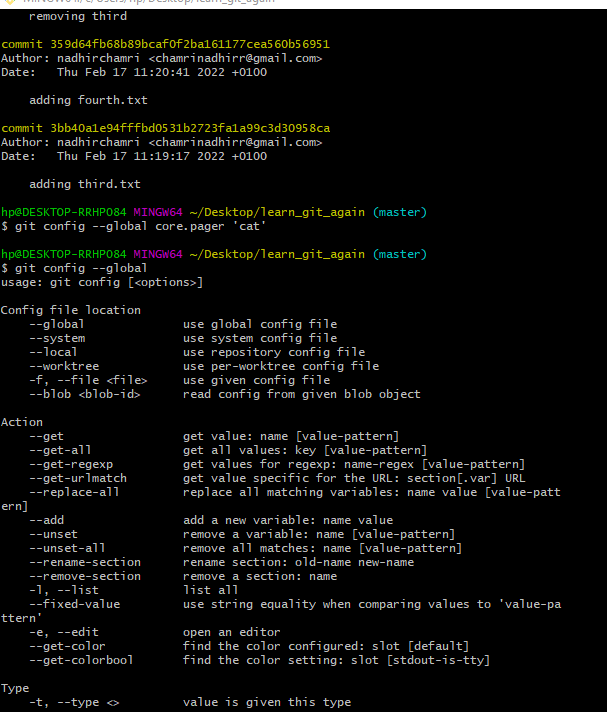 MINGW64:/c/Users/hp/Desktop/learn_git_again
removing third
commit 359d64fb68b89bcaf0f2ba161177cea560b56951
Author: nadhirchamri <chamrinadhirr@gmail.com>
Date:   Thu Feb 17 11:20:41 2022 +0100
adding fourth.txt
commit 3bb40a1e94fffbd0531b2723fa1a99c3d30958ca
Author: nadhirchamri <chamrinadhirr@gmail.com>
Date:   Thu Feb 17 11:19:17 2022 +0100
adding third.txt
hp@DESKTOP-RRHPO84 MINGW64 ~/Desktop/learn_git_again (master)
$ git config --global core.pager 'cat'
hp@DESKTOP-RRHPO84 MINGW64 ~/Desktop/learn_git_again (master)
$ git config --global
usage: git config [<options>]
Config file location
--global              use global config file
--system              use system config file
--local               use repository config file
--worktree            use per-worktree config file
-f, --file <file>     use given config file
--blob <blob-id>      read config from given blob object
Action
--get                 get value: name [value-pattern]
--get-all             get all values: key [value-pattern]
--get-regexp          get values for regexp: name-regex [value-pattern]
--get-urlmatch        get value specific for the URL: section[.var] URL
--replace-all         replace all matching variables: name value [value-patt
ern]
--add                 add a new variable: name value
--unset               remove a variable: name [value-pattern]
--unset-all           remove all matches: name [value-pattern]
--rename-section      rename section: old-name new-name
--remove-section      remove a section: name
-l, --list            list all
--fixed-value         use string equality when comparing values to 'value-pa
ttern'
-e, --edit            open an editor
--get-color           find the color configured: slot [default]
--get-colorbool       find the color setting: slot [stdout-is-tty]
Type
-t, --type <>         value is given this type